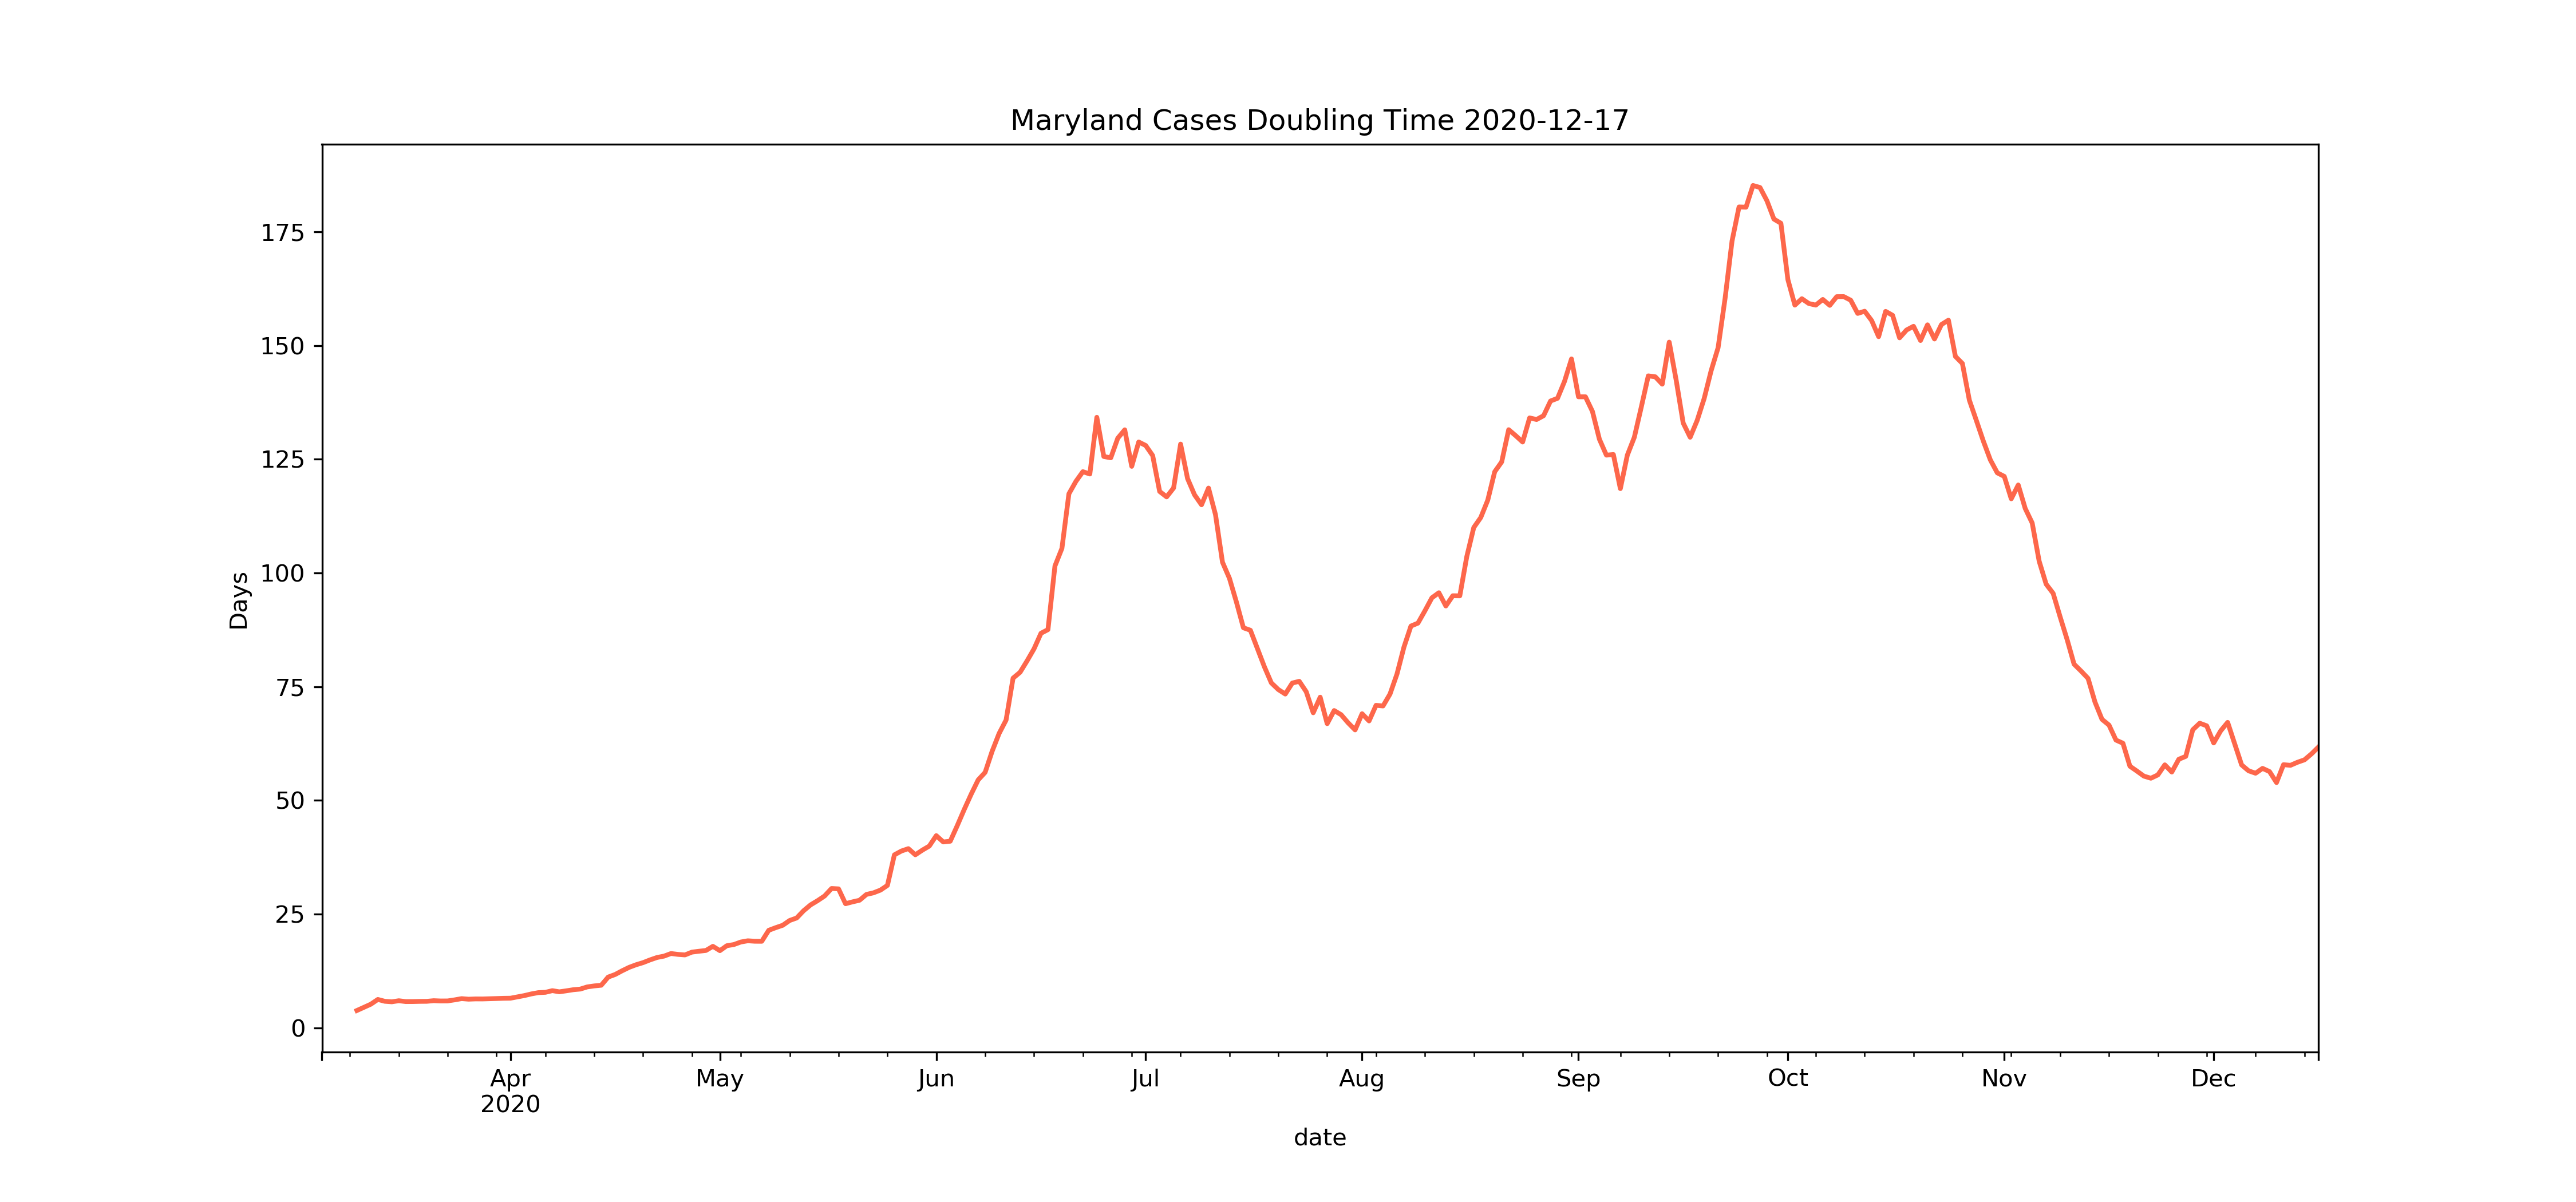 Maryland Cases Doubling Time 2020-12-17
175
150
125
100
75
50
25
0
Days
Apr May Jun Jul Aug Sep Oct Nov Dec
2020
date